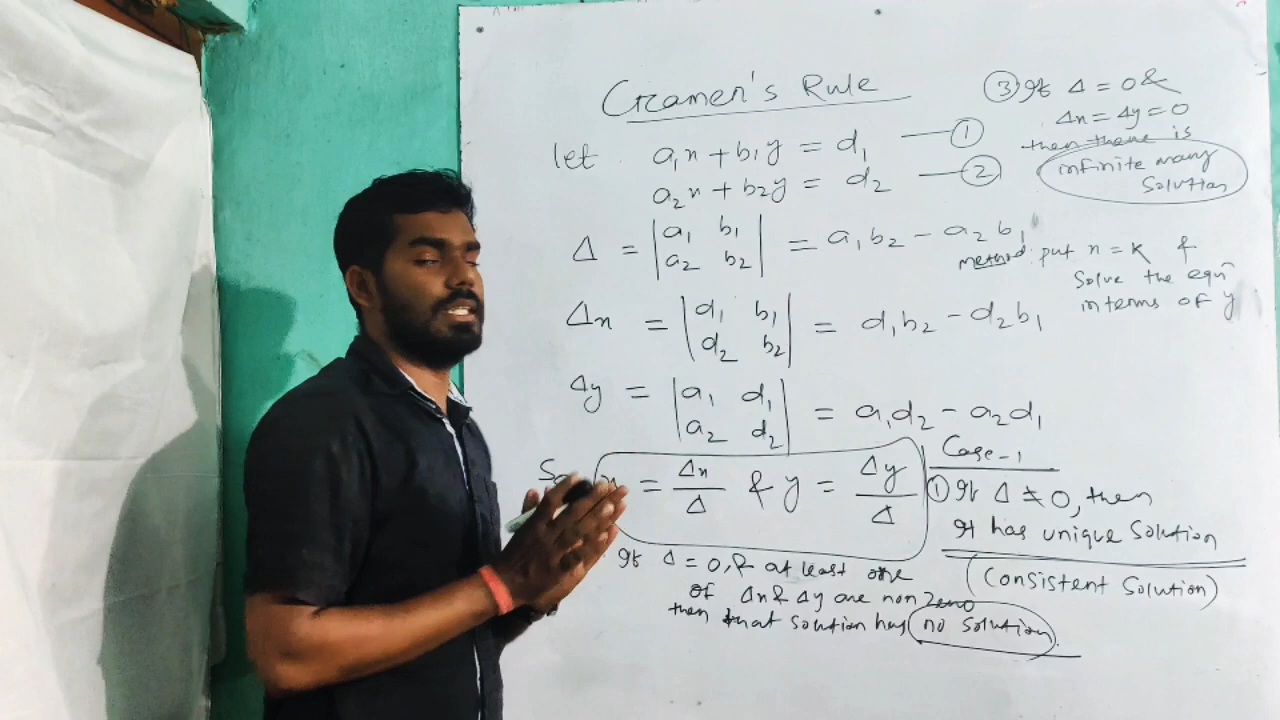 Cramer's Rule
let a₁x + b₁y = d₁ — ①
a₂x + b₂y = d₂ — ②
Δ = |a₁ b₁|
|a₂ b₂| = a₁b₂ − a₂b₁
Δx = |d₁ b₁|
|d₂ b₂| = d₁b₂ − d₂b₁
Δy = |a₁ d₁|
|a₂ d₂| = a₁d₂ − a₂d₁
x = Δx/Δ & y = Δy/Δ
If Δ = 0, & at least one
of Δx & Δy are non zero
then that solution has no solution
Case-1
① If Δ ≠ 0, then
It has unique Solution
(Consistent Solution)
③ If Δ = 0 &
Δx = Δy = 0
then there is
infinite many
Solution
method: put x = K &
Solve the eqn
in terms of y